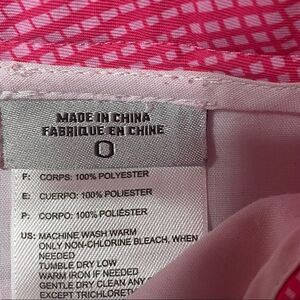 MADE IN CHINA
FABRIQUE EN CHINE
0
F: CORPS: 100% POLYESTER
E: CUERPO: 100% POLIESTER
P: CORPO: 100% POLIÉSTER
US: MACHINE WASH WARM
ONLY NON-CHLORINE BLEACH, WHEN
NEEDED
TUMBLE DRY LOW
WARM IRON IF NEEDED
GENTLE DRY CLEAN ANY
EXCEPT TRICHLORETH